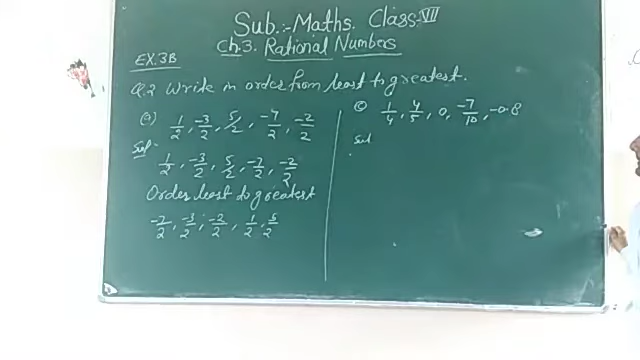 Sub.:- Maths. Class-VII
Ch.3. Rational Numbers
EX.3B
Q.2 Write in order from least to greatest.
(a) 1/2, -3/2, 5/2, -7/2, -2/2
Sol-
1/2, -3/2, 5/2, -7/2, -2/2
Order least to greatest
-7/2, -3/2, -2/2, 1/2, 5/2
(c) 1/4, 4/5, 0, -7/10, -0.8
Sol